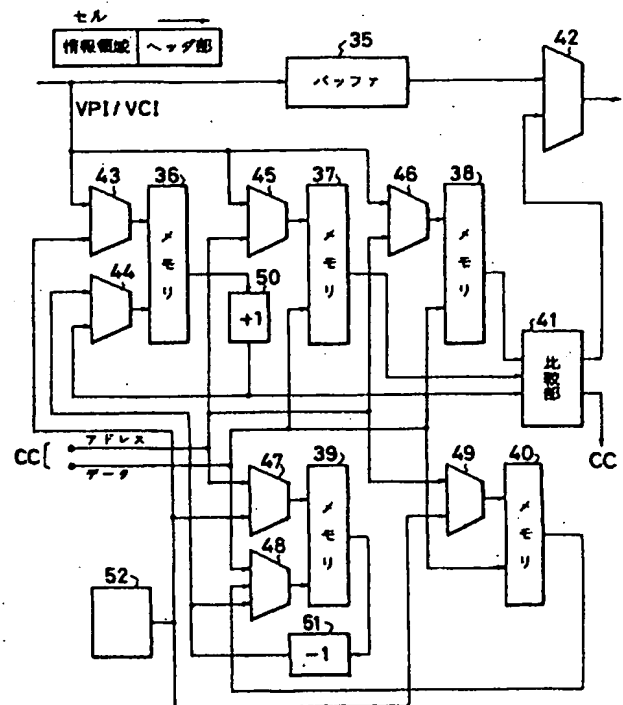 セル
情報領域 ヘッダ部
35
バッファ
42
VPI/VCI
43
36
メモリ
45
37
メモリ
46
38
メモリ
44
50
+1
41
比較部
CC
CC[
アドレス
データ
47
39
メモリ
49
40
メモリ
48
52
51
-1